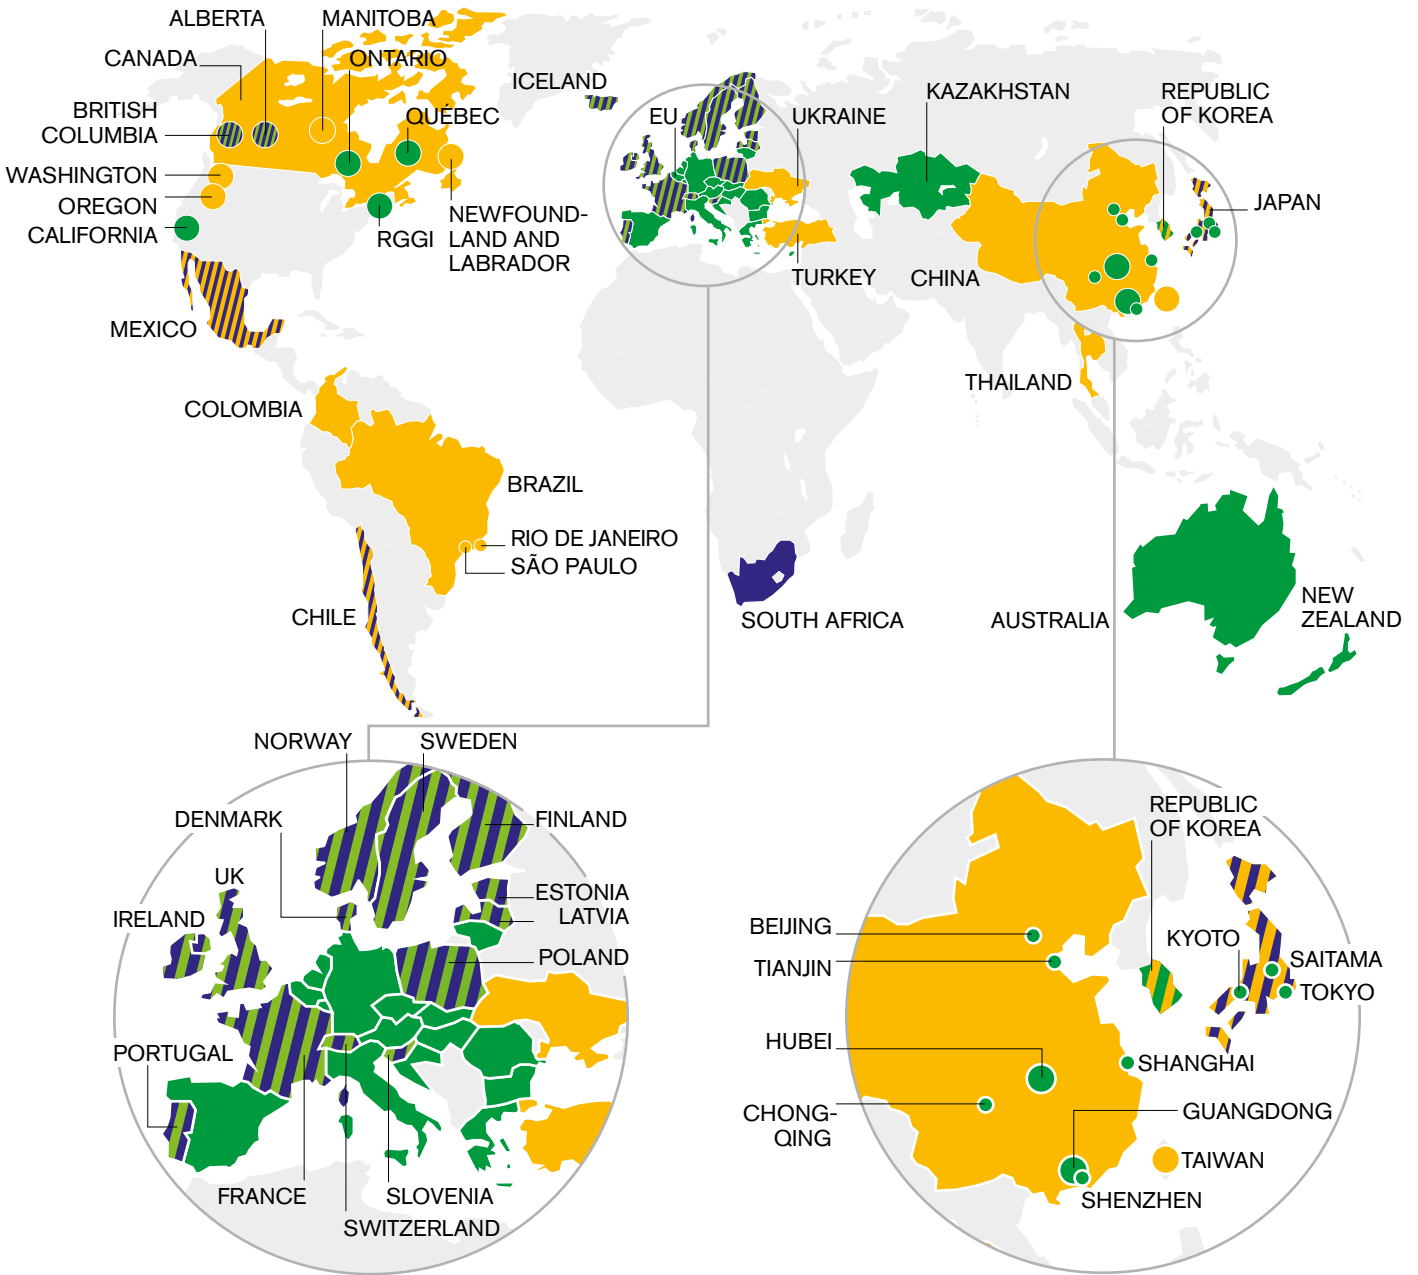 ALBERTA
MANITOBA
CANADA
ONTARIO
BRITISH
COLUMBIA
QUÉBEC
WASHINGTON
OREGON
CALIFORNIA
RGGI
NEWFOUND-
LAND AND
LABRADOR
MEXICO
ICELAND
EU
UKRAINE
TURKEY
KAZAKHSTAN
CHINA
REPUBLIC
OF KOREA
JAPAN
THAILAND
COLOMBIA
BRAZIL
RIO DE JANEIRO
SÃO PAULO
CHILE
SOUTH AFRICA
AUSTRALIA
NEW
ZEALAND
NORWAY
SWEDEN
DENMARK
FINLAND
UK
IRELAND
ESTONIA
LATVIA
POLAND
PORTUGAL
FRANCE
SLOVENIA
SWITZERLAND
REPUBLIC
OF KOREA
BEIJING
TIANJIN
KYOTO
SAITAMA
TOKYO
HUBEI
SHANGHAI
CHONG-
QING
GUANGDONG
TAIWAN
SHENZHEN